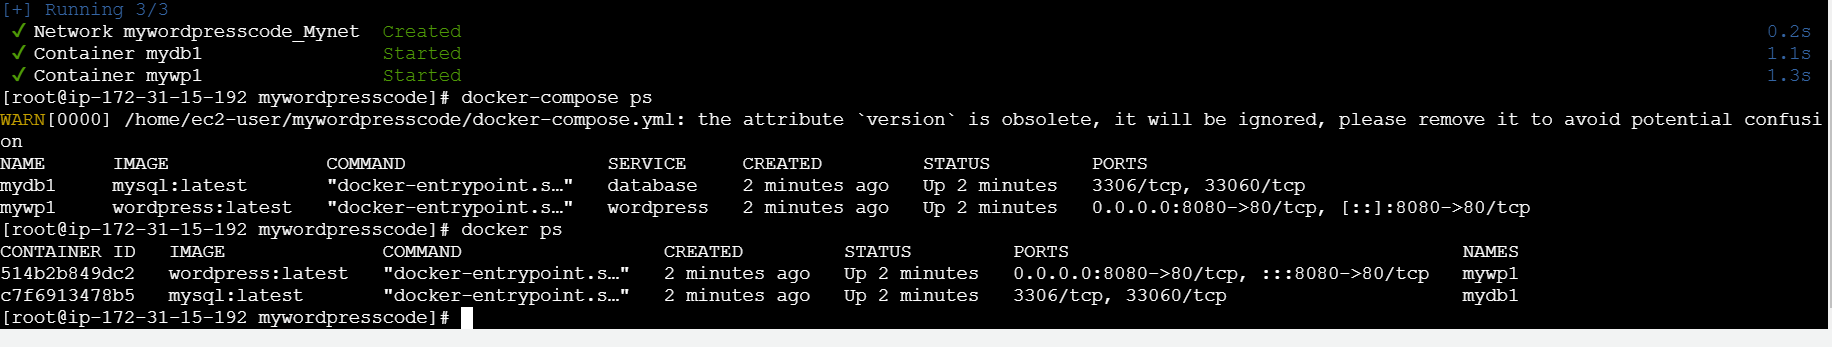 [+] Running 3/3
✓ Network mywordpresscode_Mynet Created 0.2s
✓ Container mydb1 Started 1.1s
✓ Container mywp1 Started 1.3s
[root@ip-172-31-15-192 mywordpresscode]# docker-compose ps
WARN[0000] /home/ec2-user/mywordpresscode/docker-compose.yml: the attribute `version` is obsolete, it will be ignored, please remove it to avoid potential confusi
on
NAME IMAGE COMMAND SERVICE CREATED STATUS PORTS
mydb1 mysql:latest "docker-entrypoint.s…" database 2 minutes ago Up 2 minutes 3306/tcp, 33060/tcp
mywp1 wordpress:latest "docker-entrypoint.s…" wordpress 2 minutes ago Up 2 minutes 0.0.0.0:8080->80/tcp, [::]:8080->80/tcp
[root@ip-172-31-15-192 mywordpresscode]# docker ps
CONTAINER ID IMAGE COMMAND CREATED STATUS PORTS NAMES
514b2b849dc2 wordpress:latest "docker-entrypoint.s…" 2 minutes ago Up 2 minutes 0.0.0.0:8080->80/tcp, :::8080->80/tcp mywp1
c7f6913478b5 mysql:latest "docker-entrypoint.s…" 2 minutes ago Up 2 minutes 3306/tcp, 33060/tcp mydb1
[root@ip-172-31-15-192 mywordpresscode]#